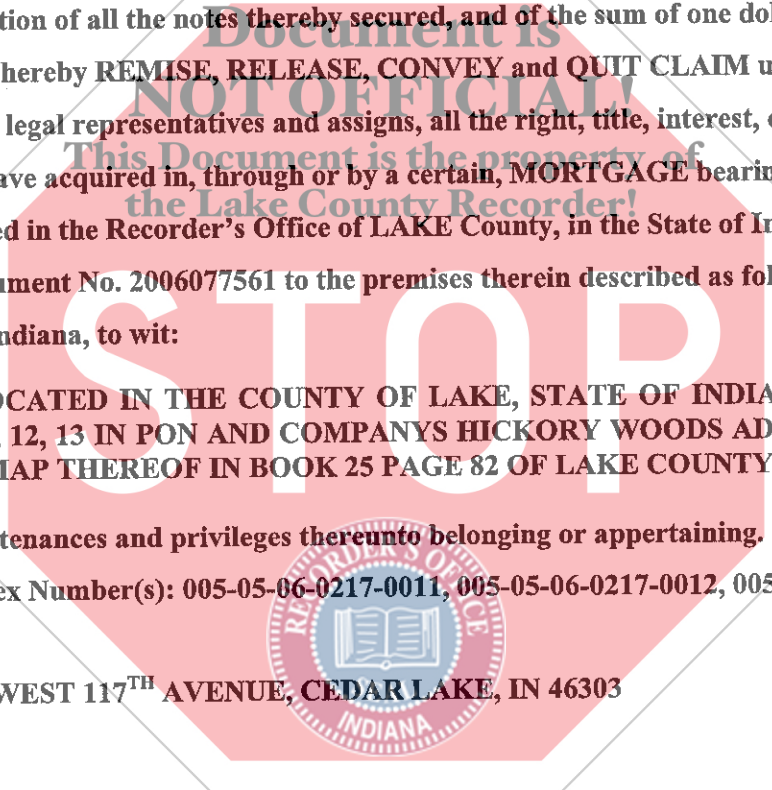 tion of all the notes thereby secured, and of the sum of one dol
Document is
hereby REMISE, RELEASE, CONVEY and QUIT CLAIM u
NOT OFFICIAL!
legal representatives and assigns, all the right, title, interest,
This Document is the property of
ave acquired in, through or by a certain, MORTGAGE bearin
the Lake County Recorder!
ed in the Recorder's Office of LAKE County, in the State of In
ument No. 2006077561 to the premises therein described as fol
ndiana, to wit:
STOP
OCATED IN THE COUNTY OF LAKE, STATE OF INDIA
12, 13 IN PON AND COMPANYS HICKORY WOODS AD
MAP THEREOF IN BOOK 25 PAGE 82 OF LAKE COUNTY
tenances and privileges thereunto belonging or appertaining.
ex Number(s): 005-05-06-0217-0011, 005-05-06-0217-0012, 005
RECORDER'S OFFICE
WEST 117TH AVENUE, CEDAR LAKE, IN 46303
INDIANA